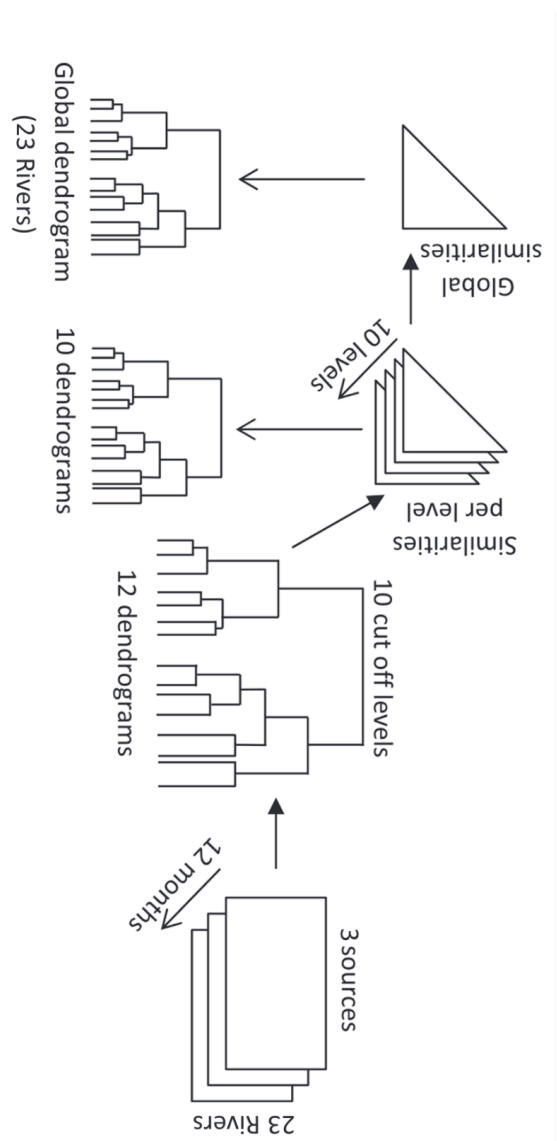 3 sources
23 Rivers
12 months
10 cut off levels
12 dendrograms
Similarities
per level
10 levels
10 dendrograms
Global
similarities
Global dendrogram
(23 Rivers)